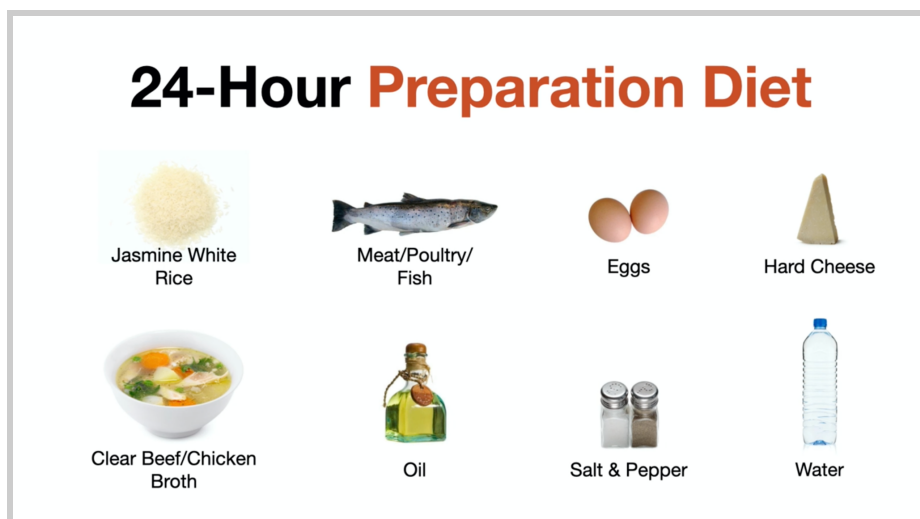 24-Hour Preparation Diet
Jasmine White
Rice
Meat/Poultry/
Fish
Eggs
Hard Cheese
Clear Beef/Chicken
Broth
Oil
Salt & Pepper
Water